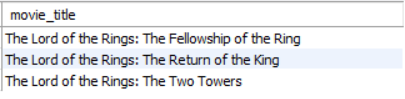 movie_title
The Lord of the Rings: The Fellowship of the Ring
The Lord of the Rings: The Return of the King
The Lord of the Rings: The Two Towers